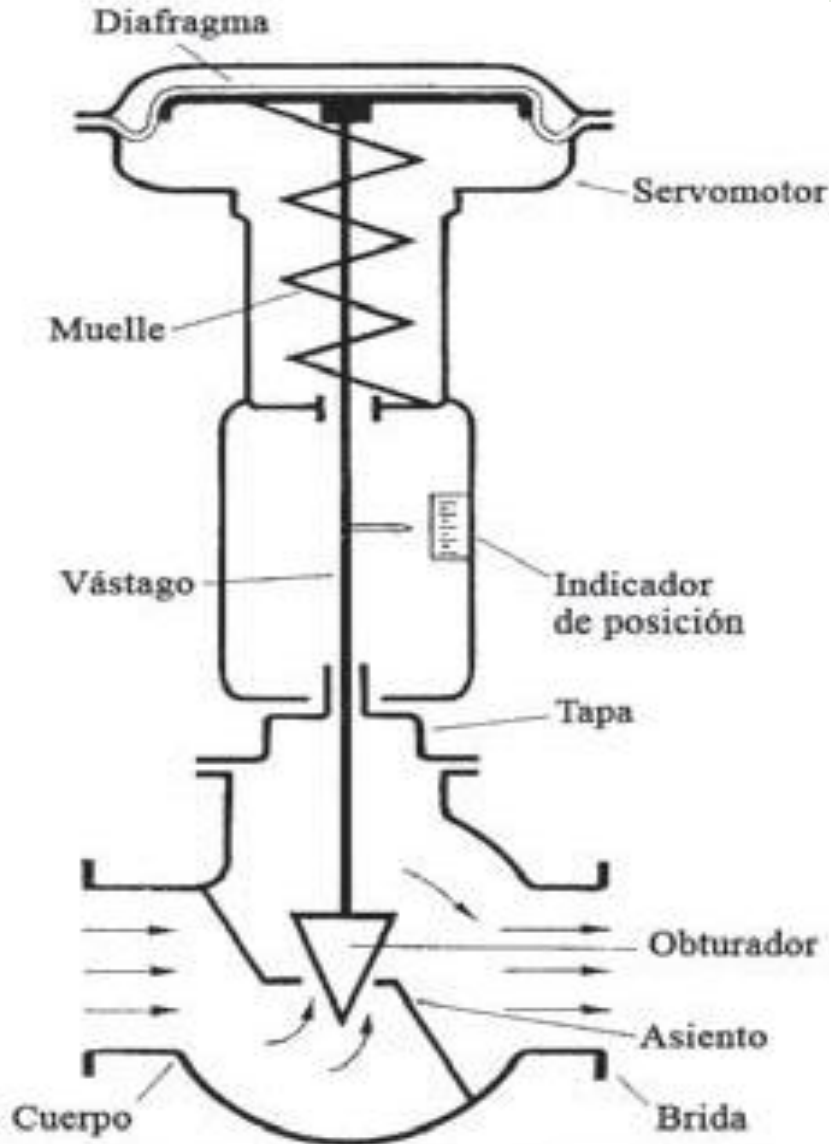 Diafragma
Servomotor
Muelle
Vástago
Indicador
de posición
Tapa
Obturador
Asiento
Cuerpo
Brida